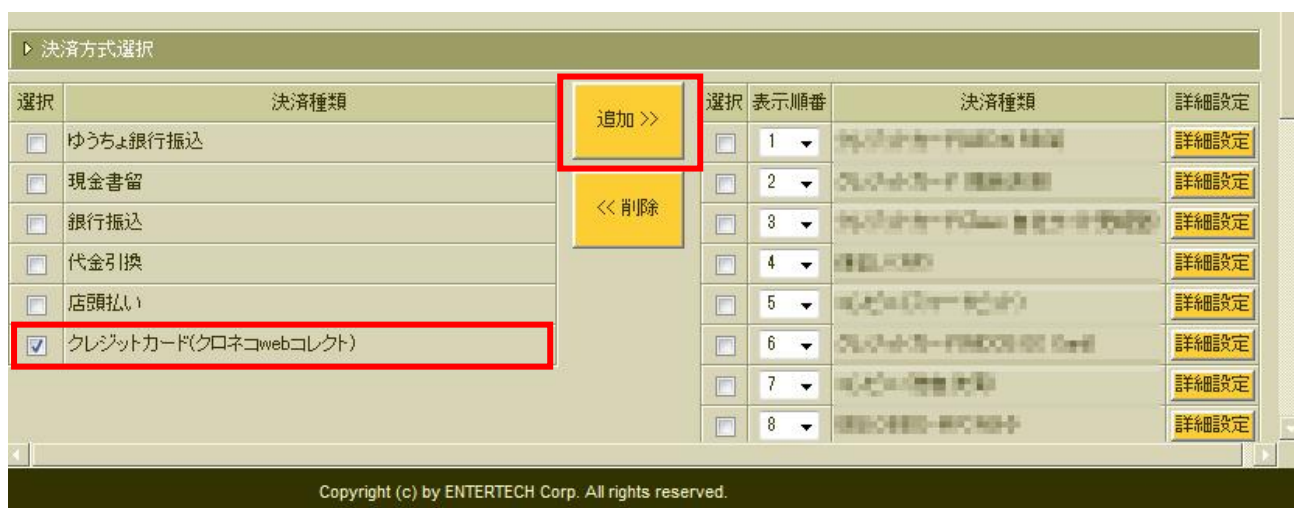 決済方式選択
選択 決済種類 追加 >> 選択 表示順番 決済種類 詳細設定
ゆうちょ銀行振込 1 詳細設定
現金書留 << 削除 2 詳細設定
銀行振込 3 詳細設定
代金引換 4 詳細設定
店頭払い 5 詳細設定
クレジットカード(クロネコwebコレクト) 6 詳細設定
7 詳細設定
8 詳細設定
Copyright (c) by ENTERTECH Corp. All rights reserved.